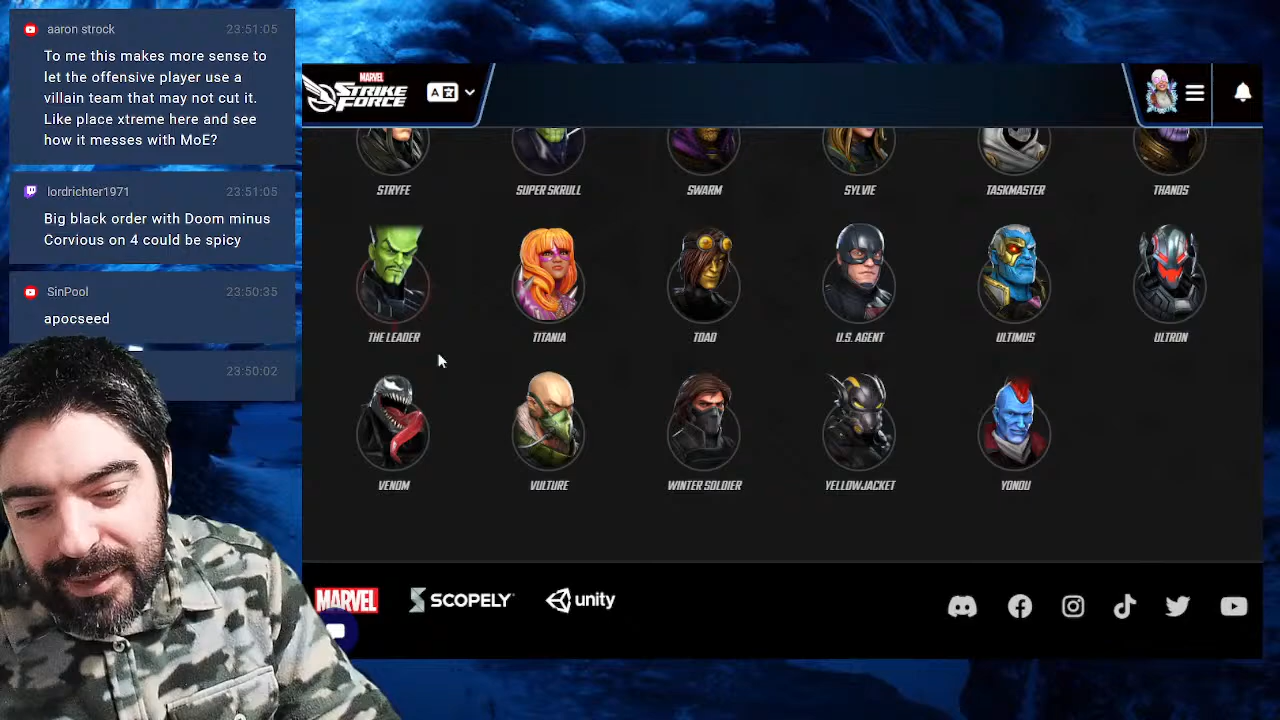 aaron strock 23:51:05
To me this makes more sense to
let the offensive player use a
villain team that may not cut it.
Like place xtreme here and see
how it messes with MoE?
lordrichter1971 23:51:05
Big black order with Doom minus
Corvious on 4 could be spicy
SinPool 23:50:35
apocseed
23:50:02
MARVEL
STRIKE
FORCE
A
STRYFE SUPER SKRULL SWARM SYLVIE TASKMASTER THANOS
THE LEADER TITANIA TOAD U.S. AGENT ULTIMUS ULTRON
VENOM VULTURE WINTER SOLDIER YELLOWJACKET YONDU
MARVEL SCOPELY unity